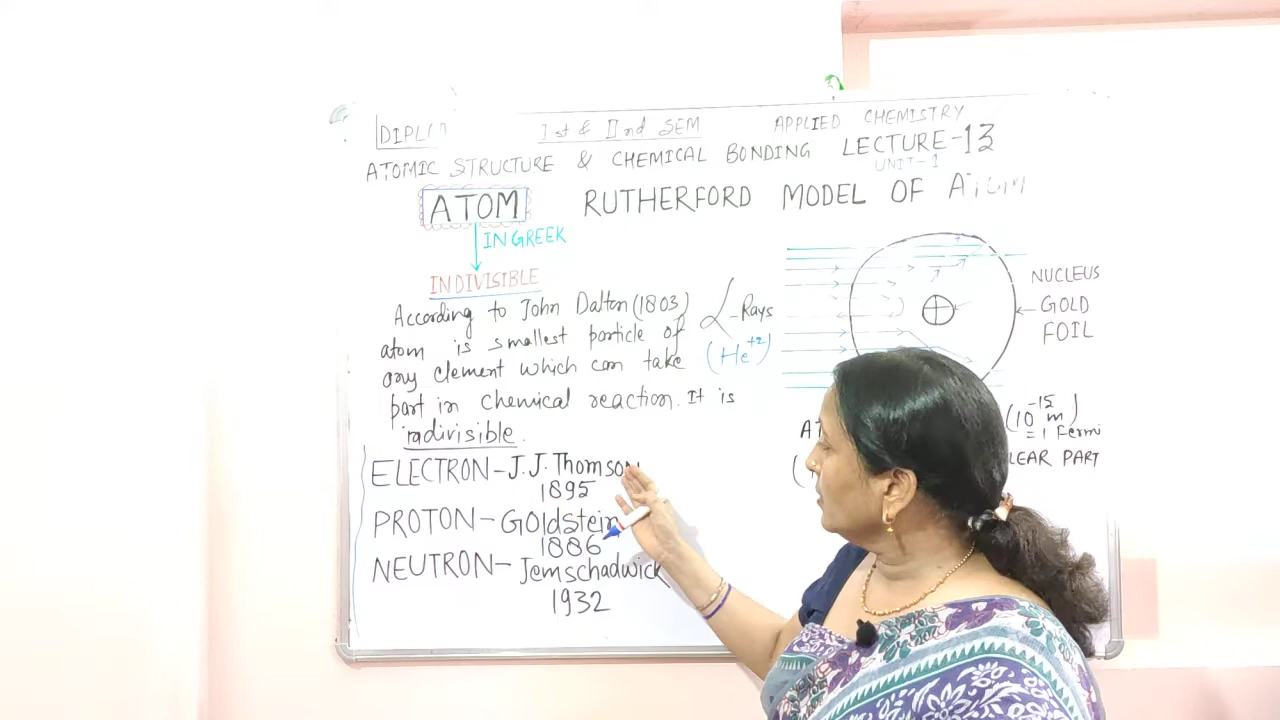 Ist & IInd SEM APPLIED CHEMISTRY
ATOMIC STRUCTURE & CHEMICAL BONDING LECTURE-13
UNIT-1
ATOM RUTHERFORD MODEL OF
IN GREEK
INDIVISIBLE
According to John Dalton (1803)
atom is smallest particle of
any element which can take
part in chemical reaction. It is
indivisible.
α-Rays
(He+2)
NUCLEUS
GOLD
FOIL
+
(10-15 m)
= 1 Fermi
PART
ELECTRON - J.J. Thomson
1895
PROTON - Goldstein
1886
NEUTRON - Jemschadwick
1932